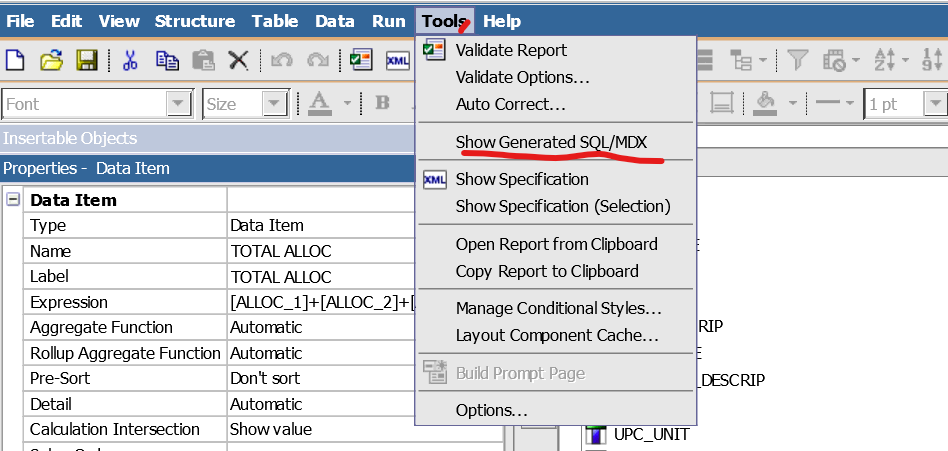 File Edit View Structure Table Data Run Tools Help
Validate Report
Validate Options...
Auto Correct...
Show Generated SQL/MDX
XML Show Specification
Show Specification (Selection)
Open Report from Clipboard
Copy Report to Clipboard
Manage Conditional Styles...
Layout Component Cache...
Build Prompt Page
Options...
XML
Font Size A B 1 pt
Insertable Objects
Properties - Data Item
Data Item
Type Data Item
Name TOTAL ALLOC
Label TOTAL ALLOC
Expression [ALLOC_1]+[ALLOC_2]+[
Aggregate Function Automatic
Rollup Aggregate Function Automatic
Pre-Sort Don't sort
Detail Automatic
Calculation Intersection Show value
E
RIP
E
_DESCRIP
UPC_UNIT